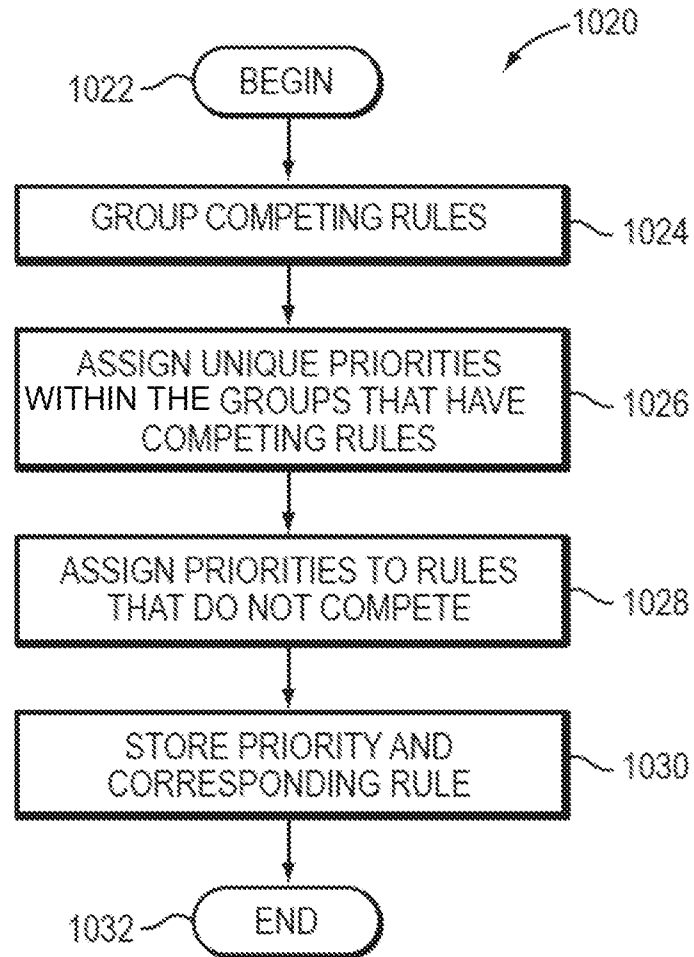 1020
1022
BEGIN
GROUP COMPETING RULES
1024
ASSIGN UNIQUE PRIORITIES
WITHIN THE GROUPS THAT HAVE
COMPETING RULES
1026
ASSIGN PRIORITIES TO RULES
THAT DO NOT COMPETE
1028
STORE PRIORITY AND
CORRESPONDING RULE
1030
1032
END